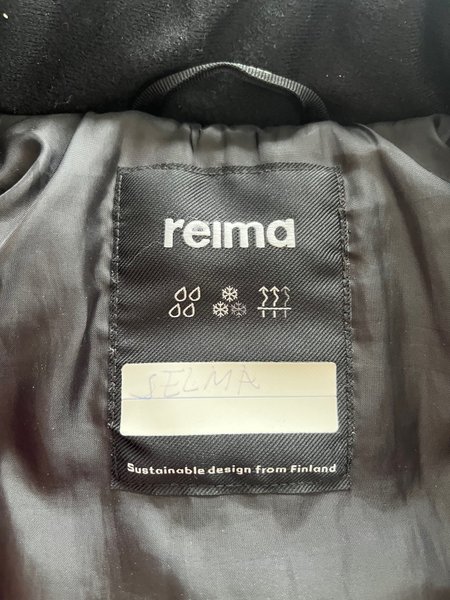 reima
SELMA
Sustainable design from Finland